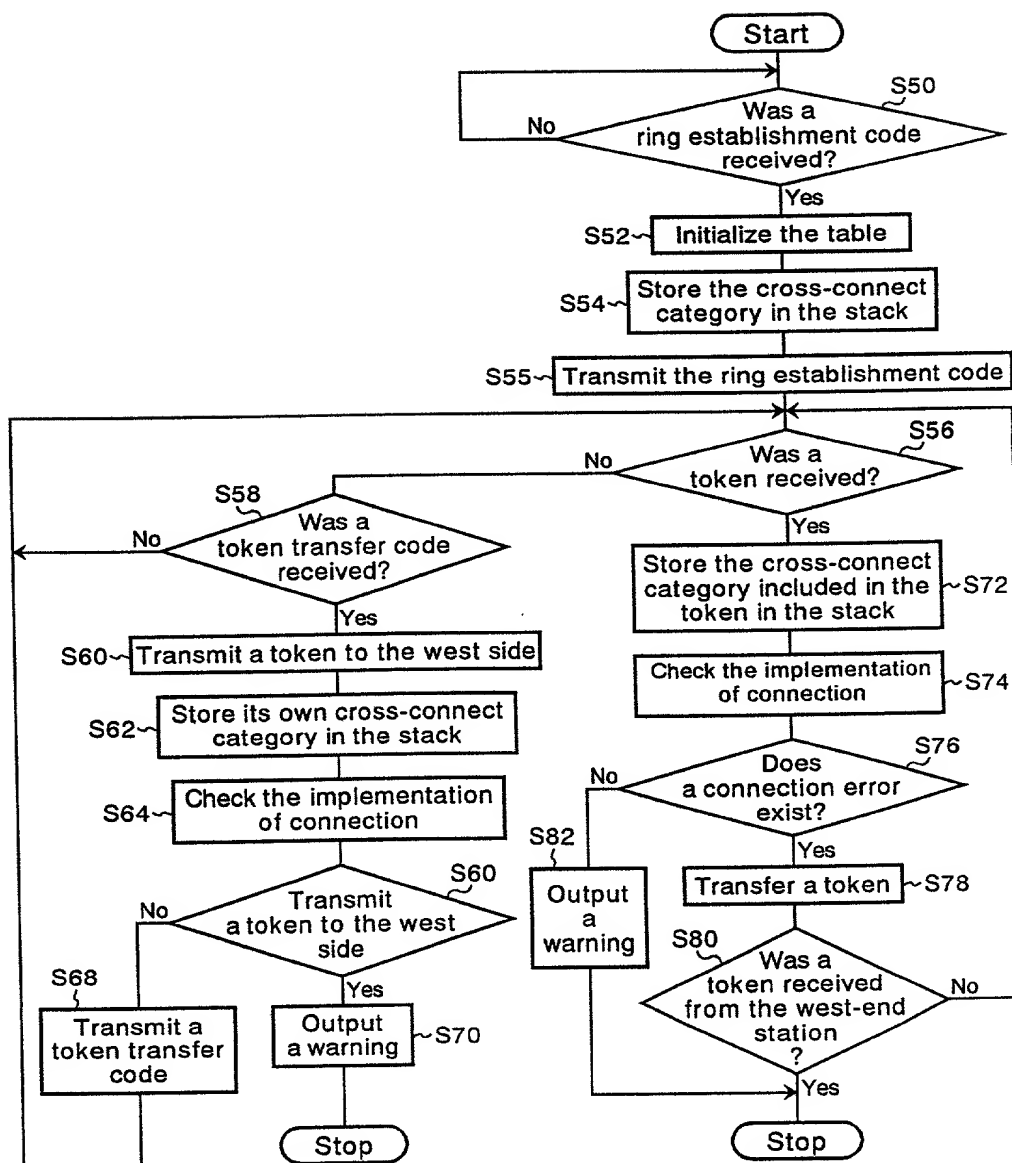 Start
S50
Was a
ring establishment code
received?
No
Yes
S52
Initialize the table
S54
Store the cross-connect
category in the stack
S55
Transmit the ring establishment code
S56
Was a
token received?
No
Yes
S58
Was a
token transfer code
received?
No
Yes
S60
Transmit a token to the west side
S62
Store its own cross-connect
category in the stack
S64
Check the implementation
of connection
S60
Transmit
a token to the west
side
No
Yes
S68
Transmit a
token transfer
code
Output
a warning
S70
Stop
Store the cross-connect
category included in the
token in the stack
S72
Check the implementation
of connection
S74
S76
Does
a connection error
exist?
No
Yes
S82
Output
a
warning
Transfer a token
S78
S80
Was a
token received
from the west-end
station
?
No
Yes
Stop